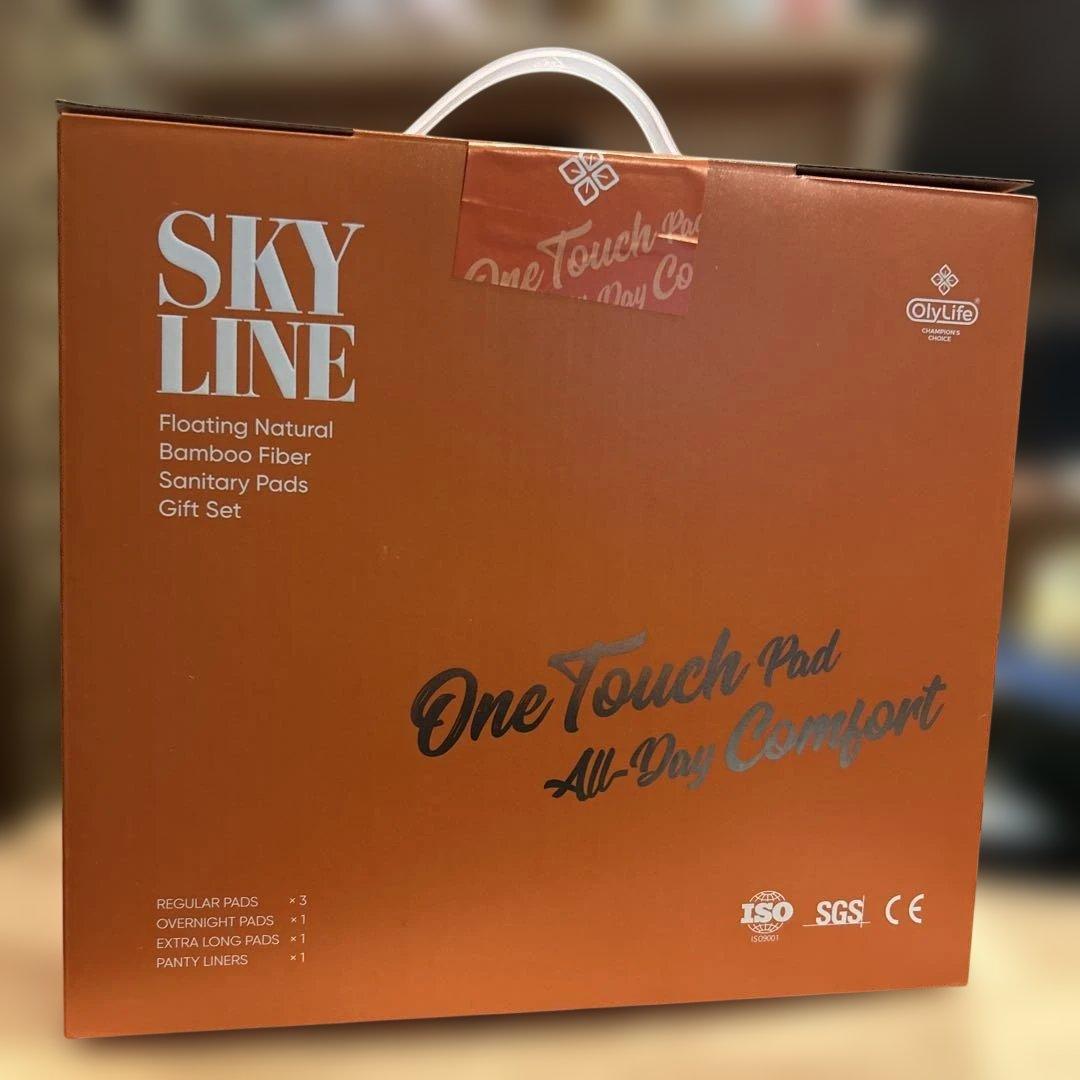 SKY
LINE
Floating Natural
Bamboo Fiber
Sanitary Pads
Gift Set
One Touch
Day Co
OlyLife®
CHAMPION'S
CHOICE
One Touch Pad
All-Day Comfort
REGULAR PADS ×3
OVERNIGHT PADS ×1
EXTRA LONG PADS ×1
PANTY LINERS ×1
ISO
ISO9001
SGS
CE